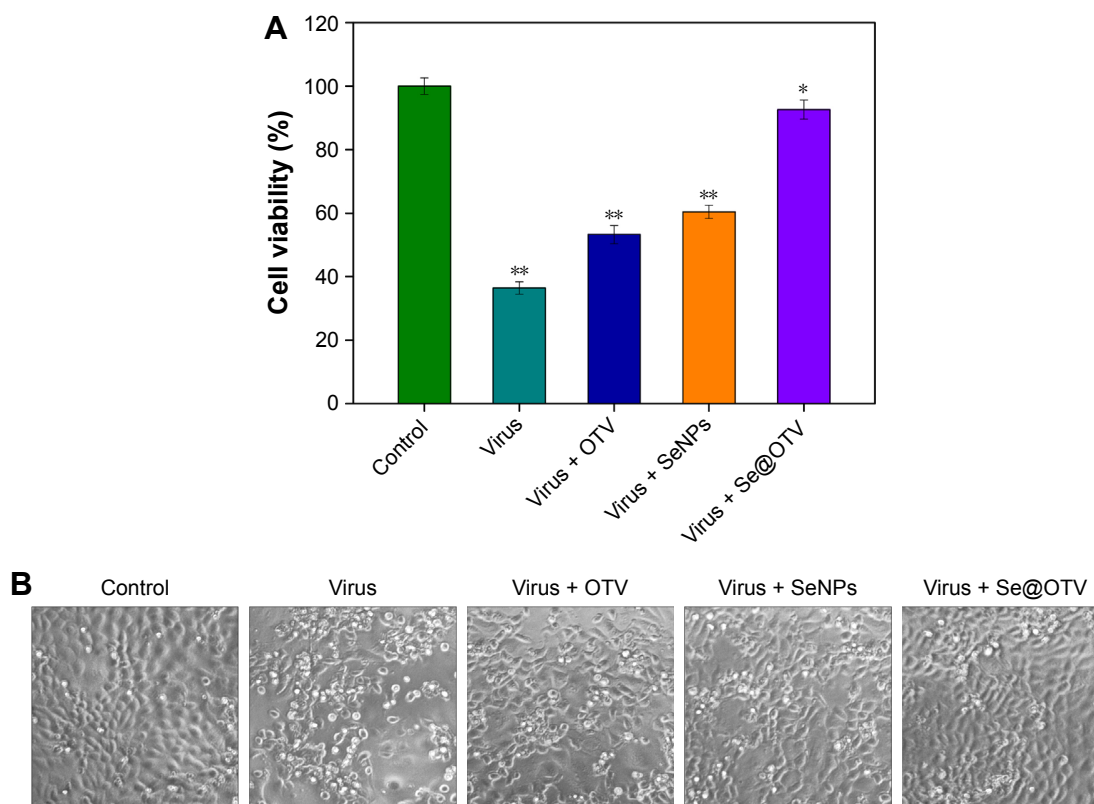 A
120
100
80
60
40
20
0
Cell viability (%)
**
**
**
*
Control
Virus
Virus + OTV
Virus + SeNPs
Virus + Se@OTV
B
Control
Virus
Virus + OTV
Virus + SeNPs
Virus + Se@OTV